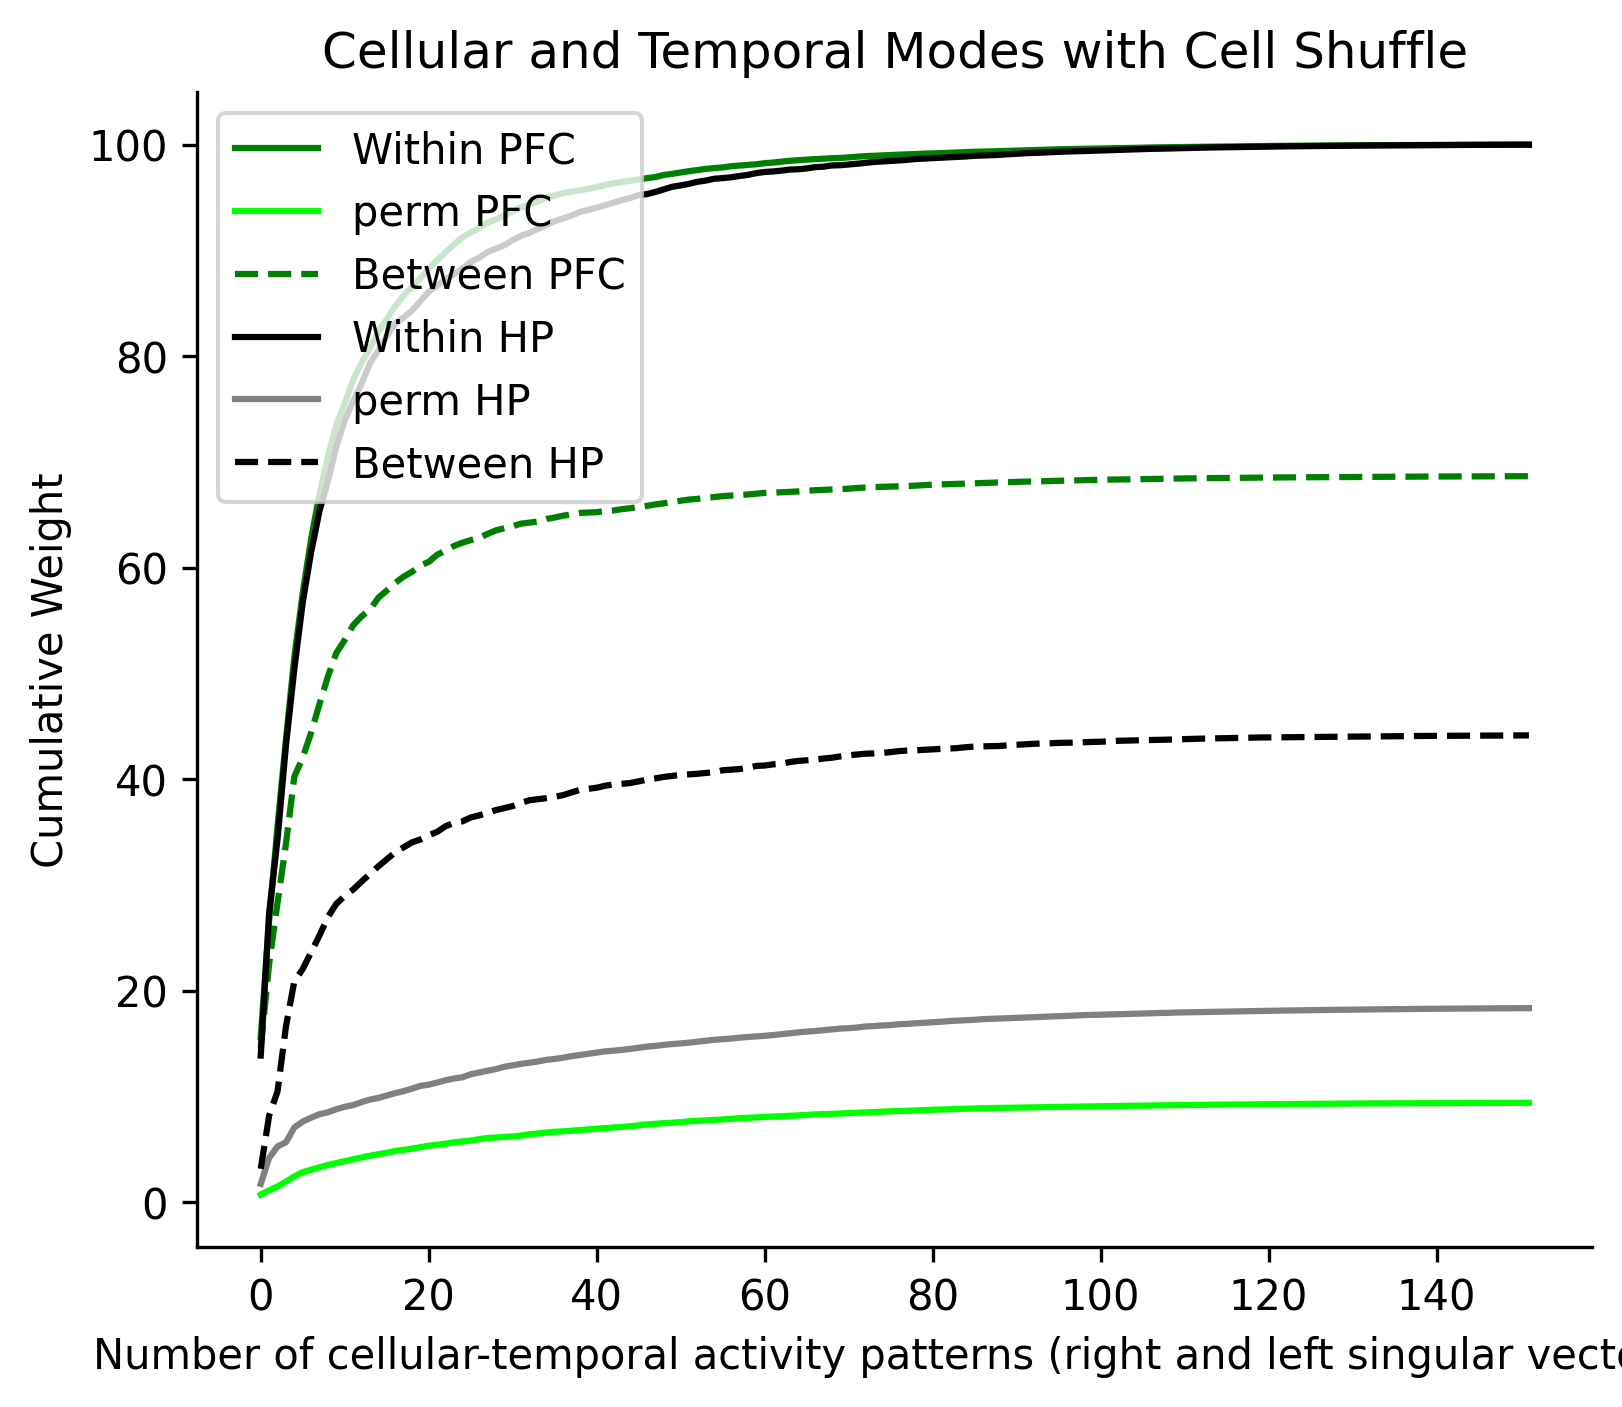 Cellular and Temporal Modes with Cell Shuffle
Within PFC
perm PFC
Between PFC
Within HP
perm HP
Between HP
Cumulative Weight
100
80
60
40
20
0
0 20 40 60 80 100 120 140
Number of cellular-temporal activity patterns (right and left singular